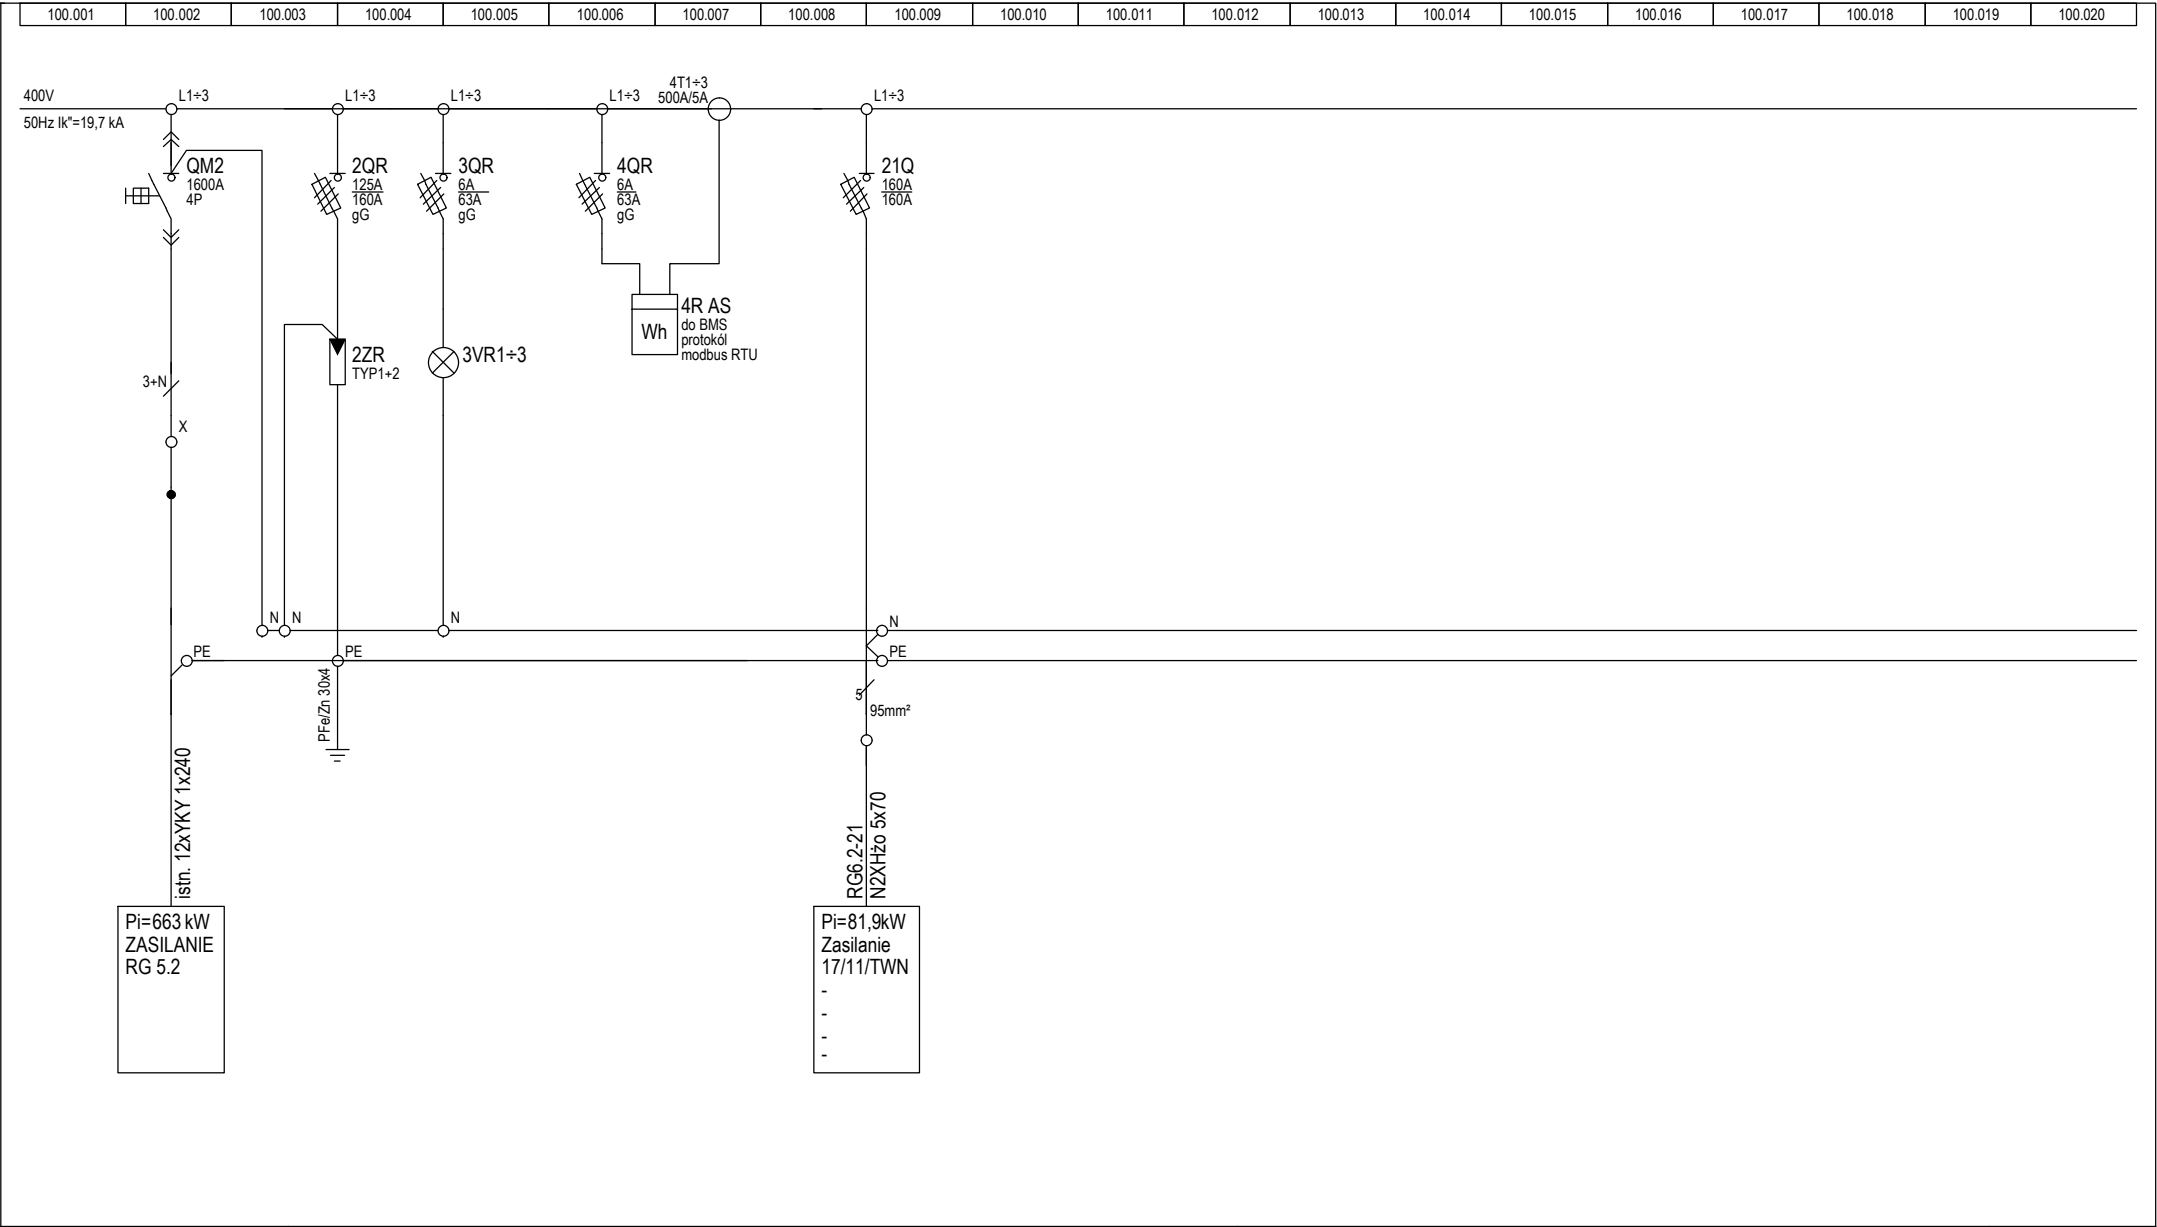 100.001 100.002 100.003 100.004 100.005 100.006 100.007 100.008 100.009 100.010 100.011 100.012 100.013 100.014 100.015 100.016 100.017 100.018 100.019 100.020
400V
50Hz Ik"=19,7 kA
L1÷3
L1÷3
L1÷3
L1÷3
4T1÷3
500A/5A
L1÷3
QM2
1600A
4P
2QR
125A
160A
gG
3QR
6A
63A
gG
4QR
6A
63A
gG
21Q
160A
160A
4R AS
do BMS
protokól
modbus RTU
Wh
2ZR
TYP1+2
3VR1÷3
3+N
X
N
N
N
N
PE
PE
PE
PFe/Zn 30x4
5
95mm²
istn. 12xYKY 1x240
RG6.2-21
N2XHżo 5x70
Pi=663 kW
ZASILANIE
RG 5.2
Pi=81,9kW
Zasilanie
17/11/TWN
-
-
-
-